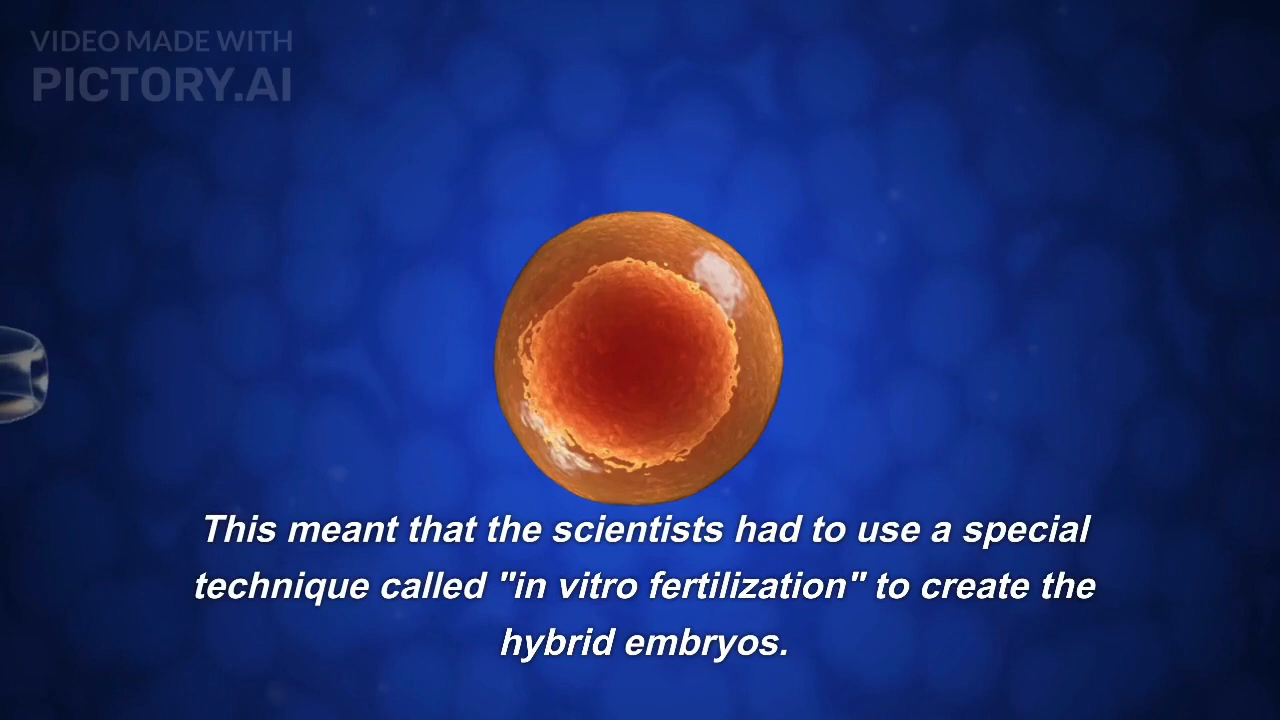 VIDEO MADE WITH
PICTORY.AI
This meant that the scientists had to use a special
technique called "in vitro fertilization" to create the
hybrid embryos.